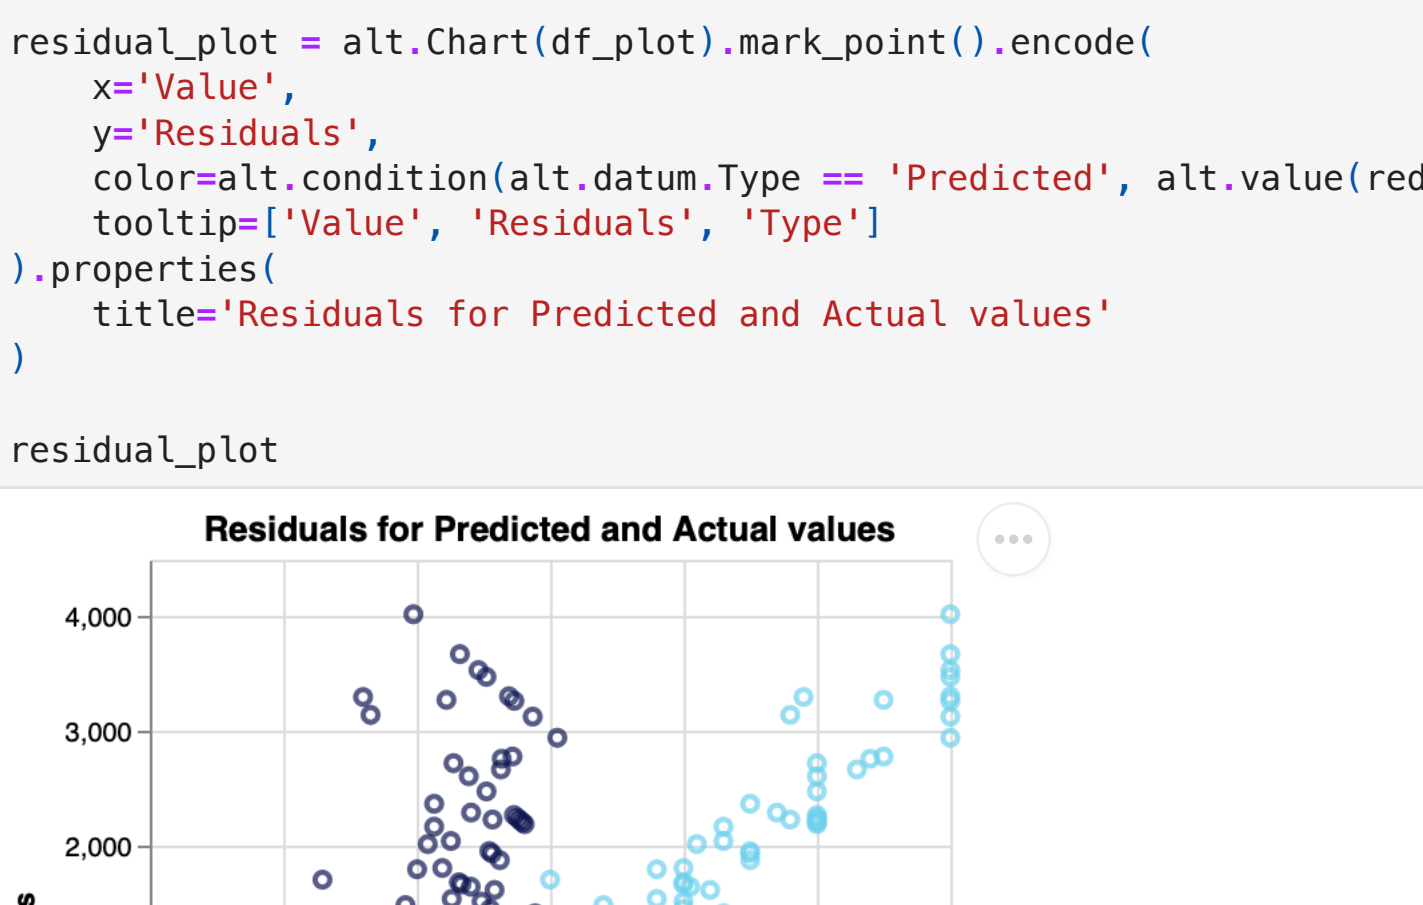 residual_plot = alt.Chart(df_plot).mark_point().encode(
    x='Value',
    y='Residuals',
    color=alt.condition(alt.datum.Type == 'Predicted', alt.value(red
    tooltip=['Value', 'Residuals', 'Type']
).properties(
    title='Residuals for Predicted and Actual values'
)
residual_plot
Residuals for Predicted and Actual values
4,000
3,000
2,000